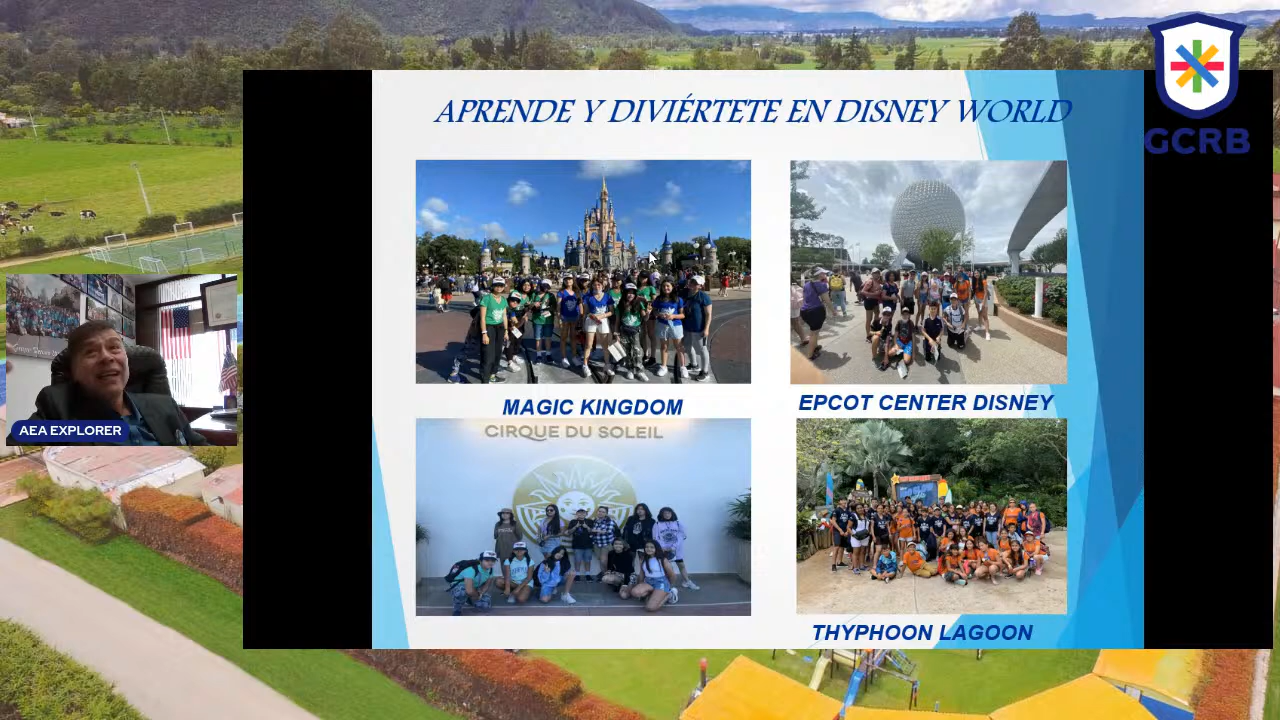 GCRB
APRENDE Y DIVIÉRTETE EN DISNEY WORLD
MAGIC KINGDOM
EPCOT CENTER DISNEY
CIRQUE DU SOLEIL
THYPHOON LAGOON
AEA EXPLORER